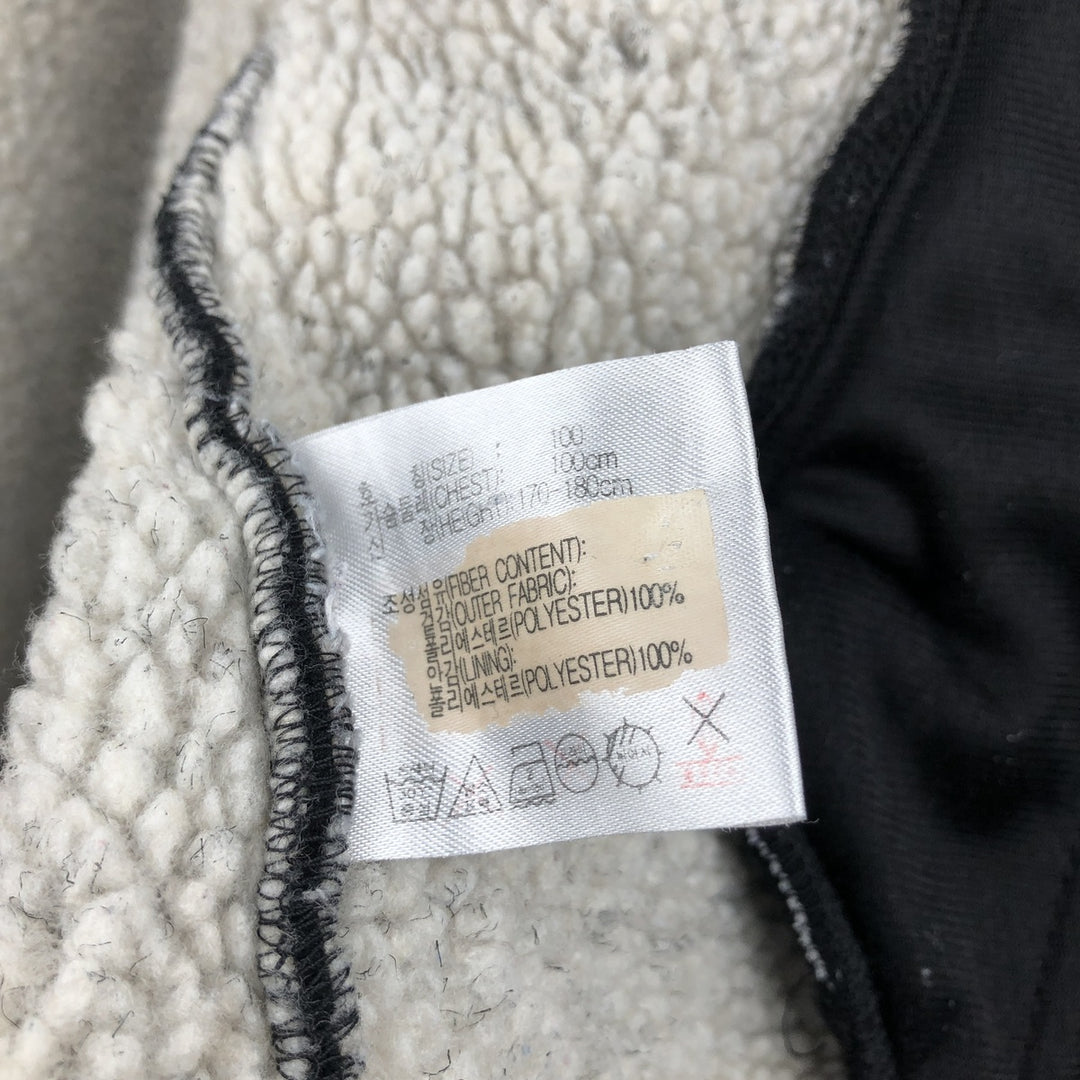 호칭(SIZE) : 100
가슴둘레(CHEST): 100cm
신장(HEIGHT):170-180cm
조성섬유(FIBER CONTENT):
겉감(OUTER FABRIC):
폴리에스테르(POLYESTER)100%
안감(LINING):
폴리에스테르(POLYESTER)100%